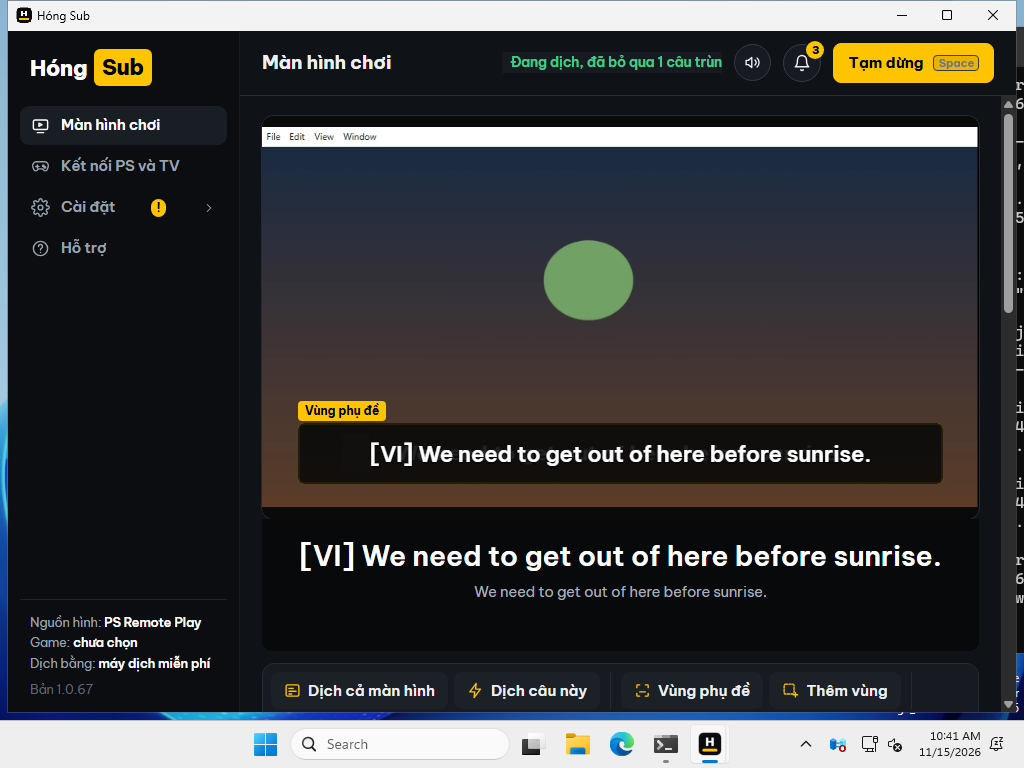 Hóng Sub
Hóng Sub
Màn hình chơi
Kết nối PS và TV
Cài đặt
!
Hỗ trợ
Nguồn hình: PS Remote Play
Game: chưa chọn
Dịch bằng: máy dịch miễn phí
Bản 1.0.67
Màn hình chơi
Đang dịch, đã bỏ qua 1 câu trùn
3
Tạm dừng Space
File Edit View Window
Vùng phụ đề
[VI] We need to get out of here before sunrise.
[VI] We need to get out of here before sunrise.
We need to get out of here before sunrise.
Dịch cả màn hình
Dịch câu này
Vùng phụ đề
Thêm vùng
Search
10:41 AM
11/15/2026